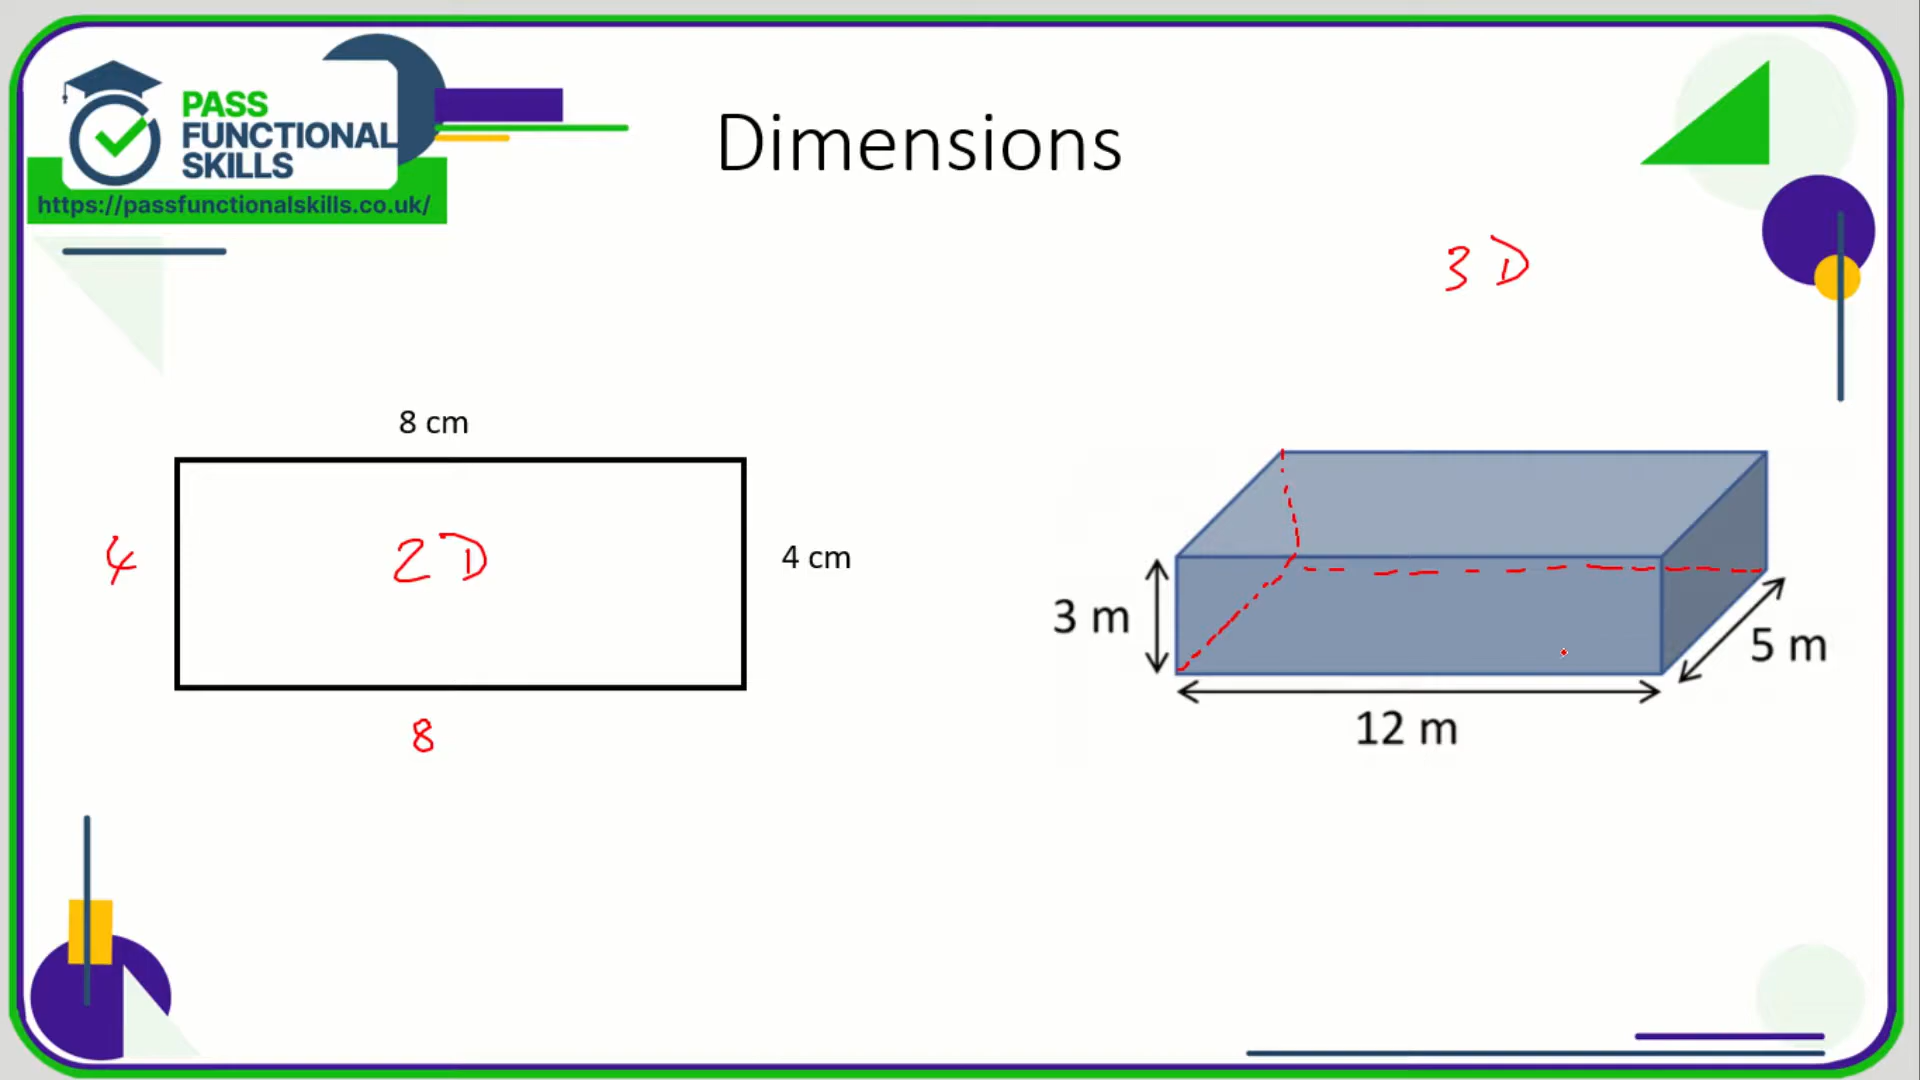 PASS
FUNCTIONAL
SKILLS
https://passfunctionalskills.co.uk/
Dimensions
3D
8 cm
4
2D
4 cm
8
3 m
5 m
12 m